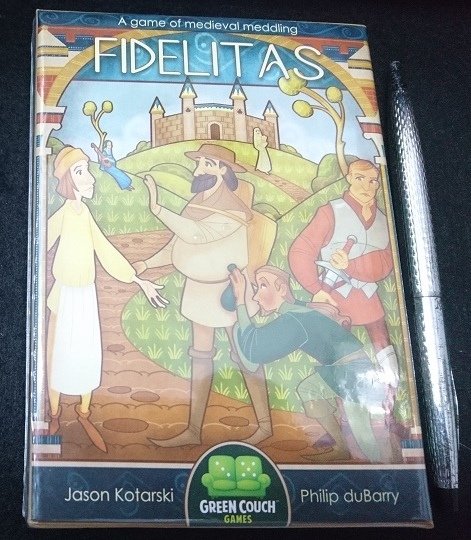 A game of medieval meddling
FIDELITAS
Jason Kotarski
GREEN COUCH
GAMES
Philip duBarry